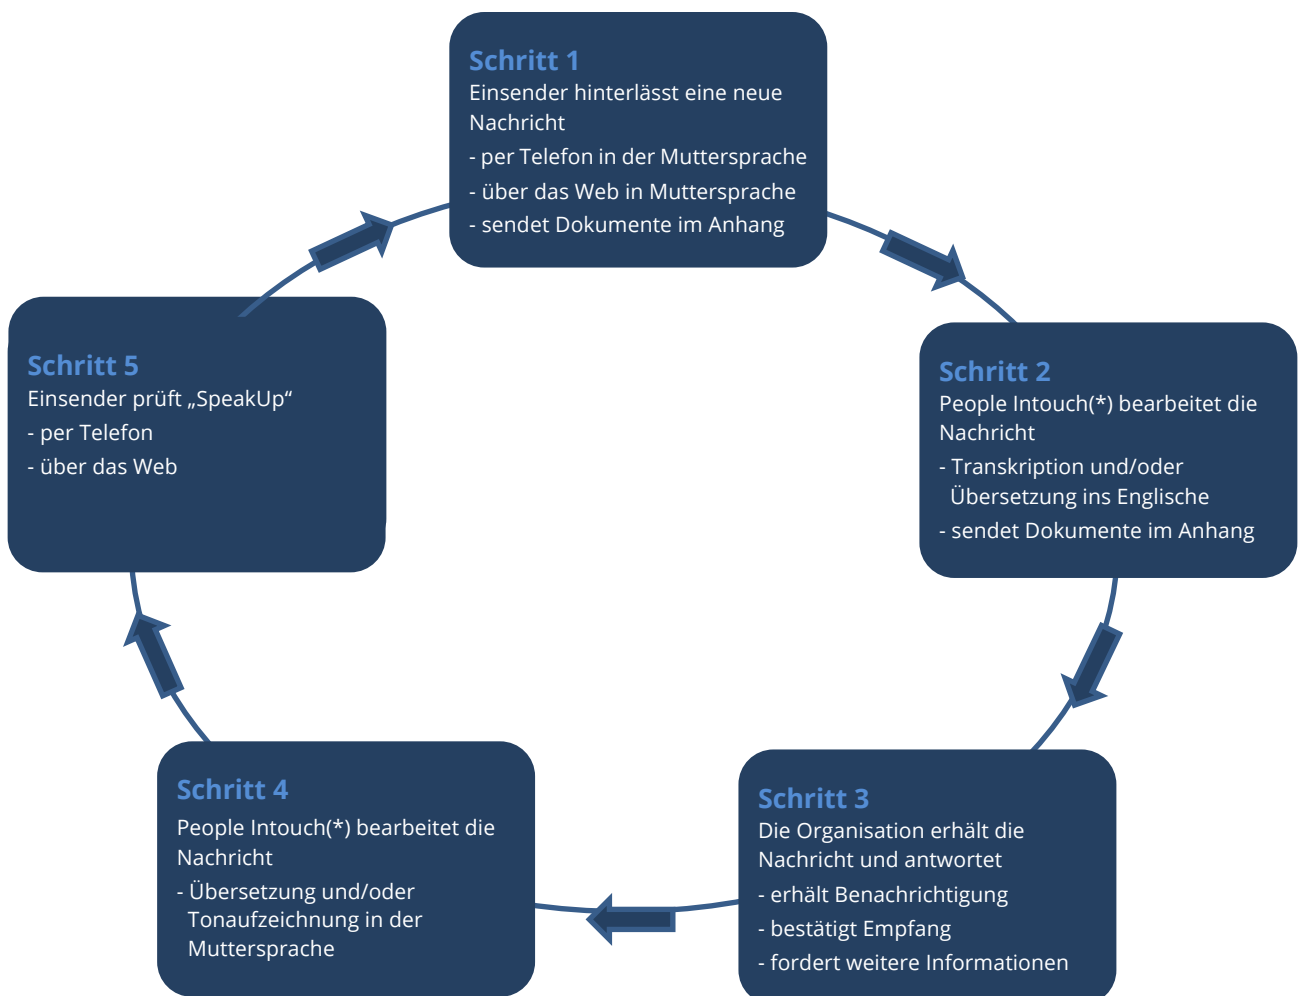 Schritt 1
Einsender hinterlässt eine neue
Nachricht
- per Telefon in der Muttersprache
- über das Web in Muttersprache
- sendet Dokumente im Anhang
Schritt 2
People Intouch(*) bearbeitet die
Nachricht
- Transkription und/oder
Übersetzung ins Englische
- sendet Dokumente im Anhang
Schritt 3
Die Organisation erhält die
Nachricht und antwortet
- erhält Benachrichtigung
- bestätigt Empfang
- fordert weitere Informationen
Schritt 4
People Intouch(*) bearbeitet die
Nachricht
- Übersetzung und/oder
Tonaufzeichnung in der
Muttersprache
Schritt 5
Einsender prüft „SpeakUp“
- per Telefon
- über das Web